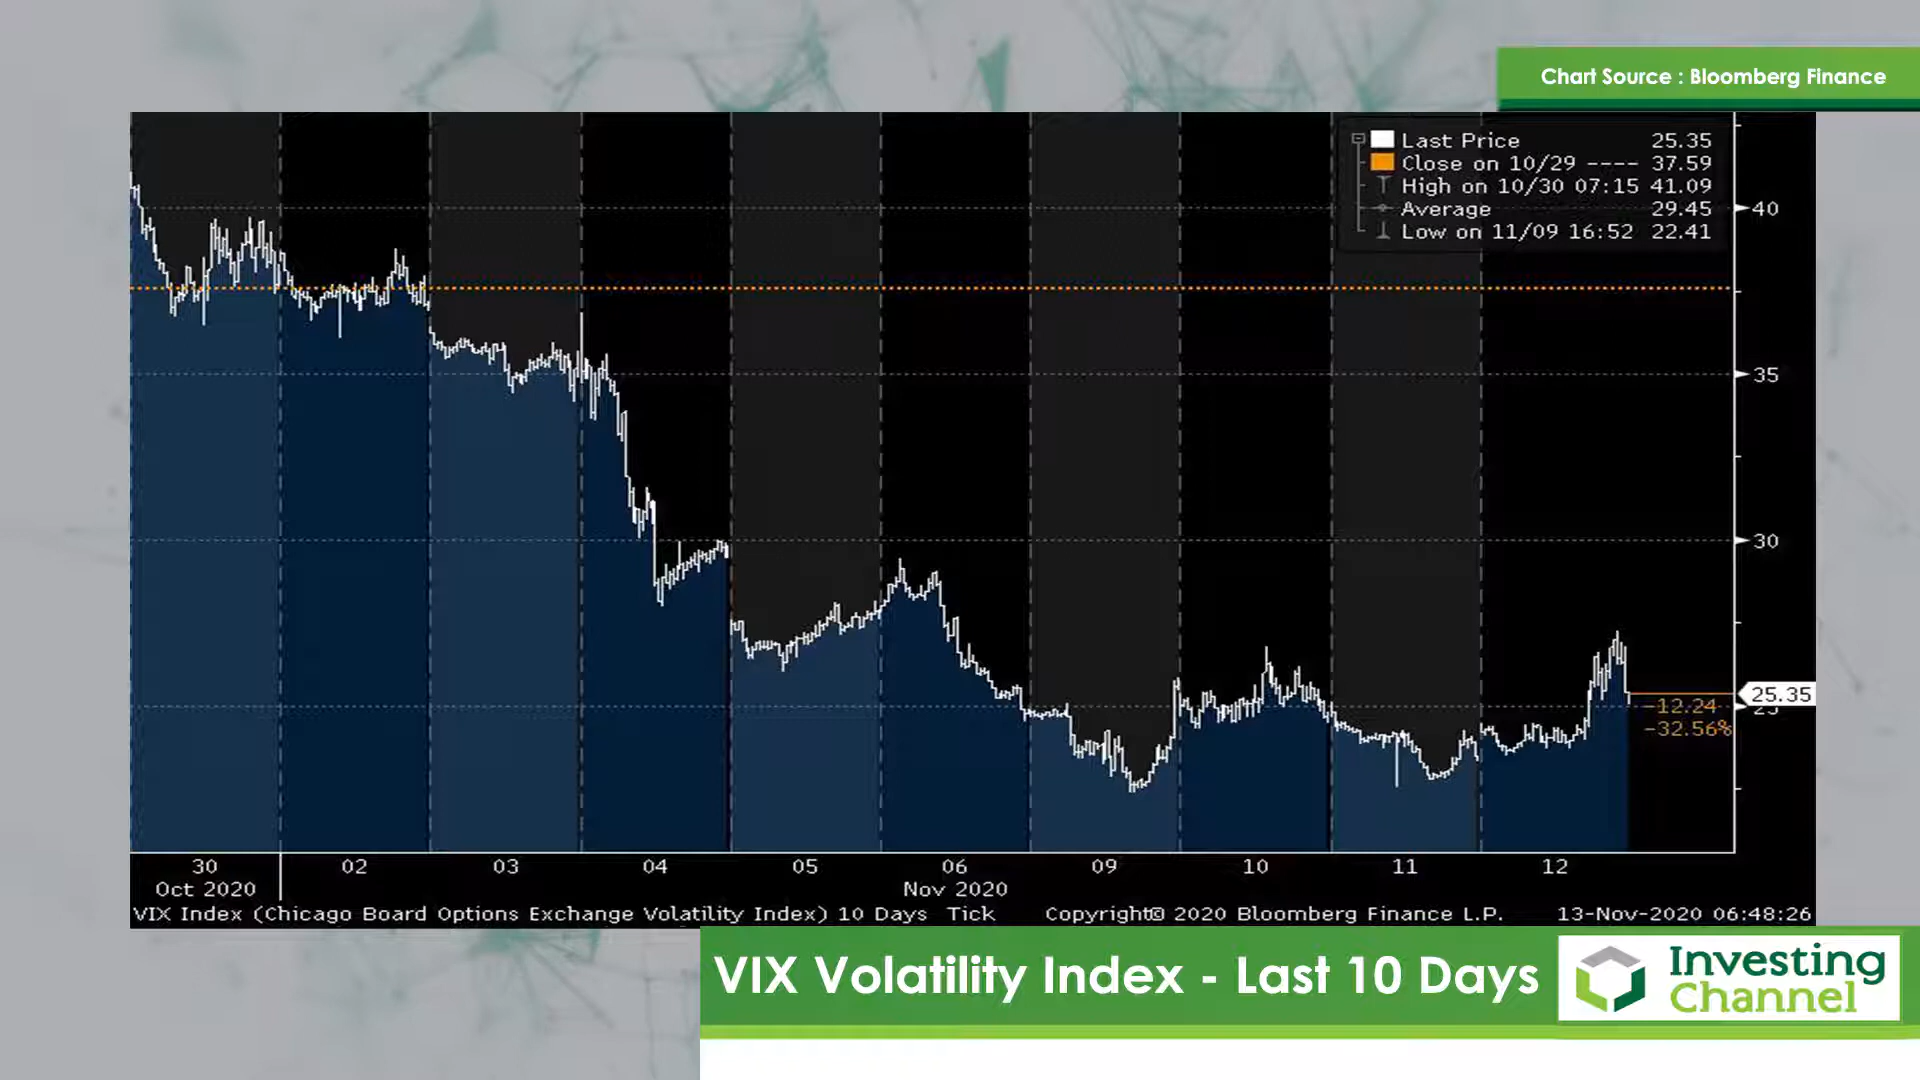 Chart Source : Bloomberg Finance
Last Price 25.35
Close on 10/29 ---- 37.59
High on 10/30 07:15 41.09
Average 29.45
Low on 11/09 16:52 22.41
40
35
30
25.35
25
-12.24
-32.56%
30 02 03 04 05 06 09 10 11 12
Oct 2020 Nov 2020
VIX Index (Chicago Board Options Exchange Volatility Index) 10 Days Tick Copyright© 2020 Bloomberg Finance L.P. 13-Nov-2020 06:48:26
VIX Volatility Index - Last 10 Days
Investing
Channel